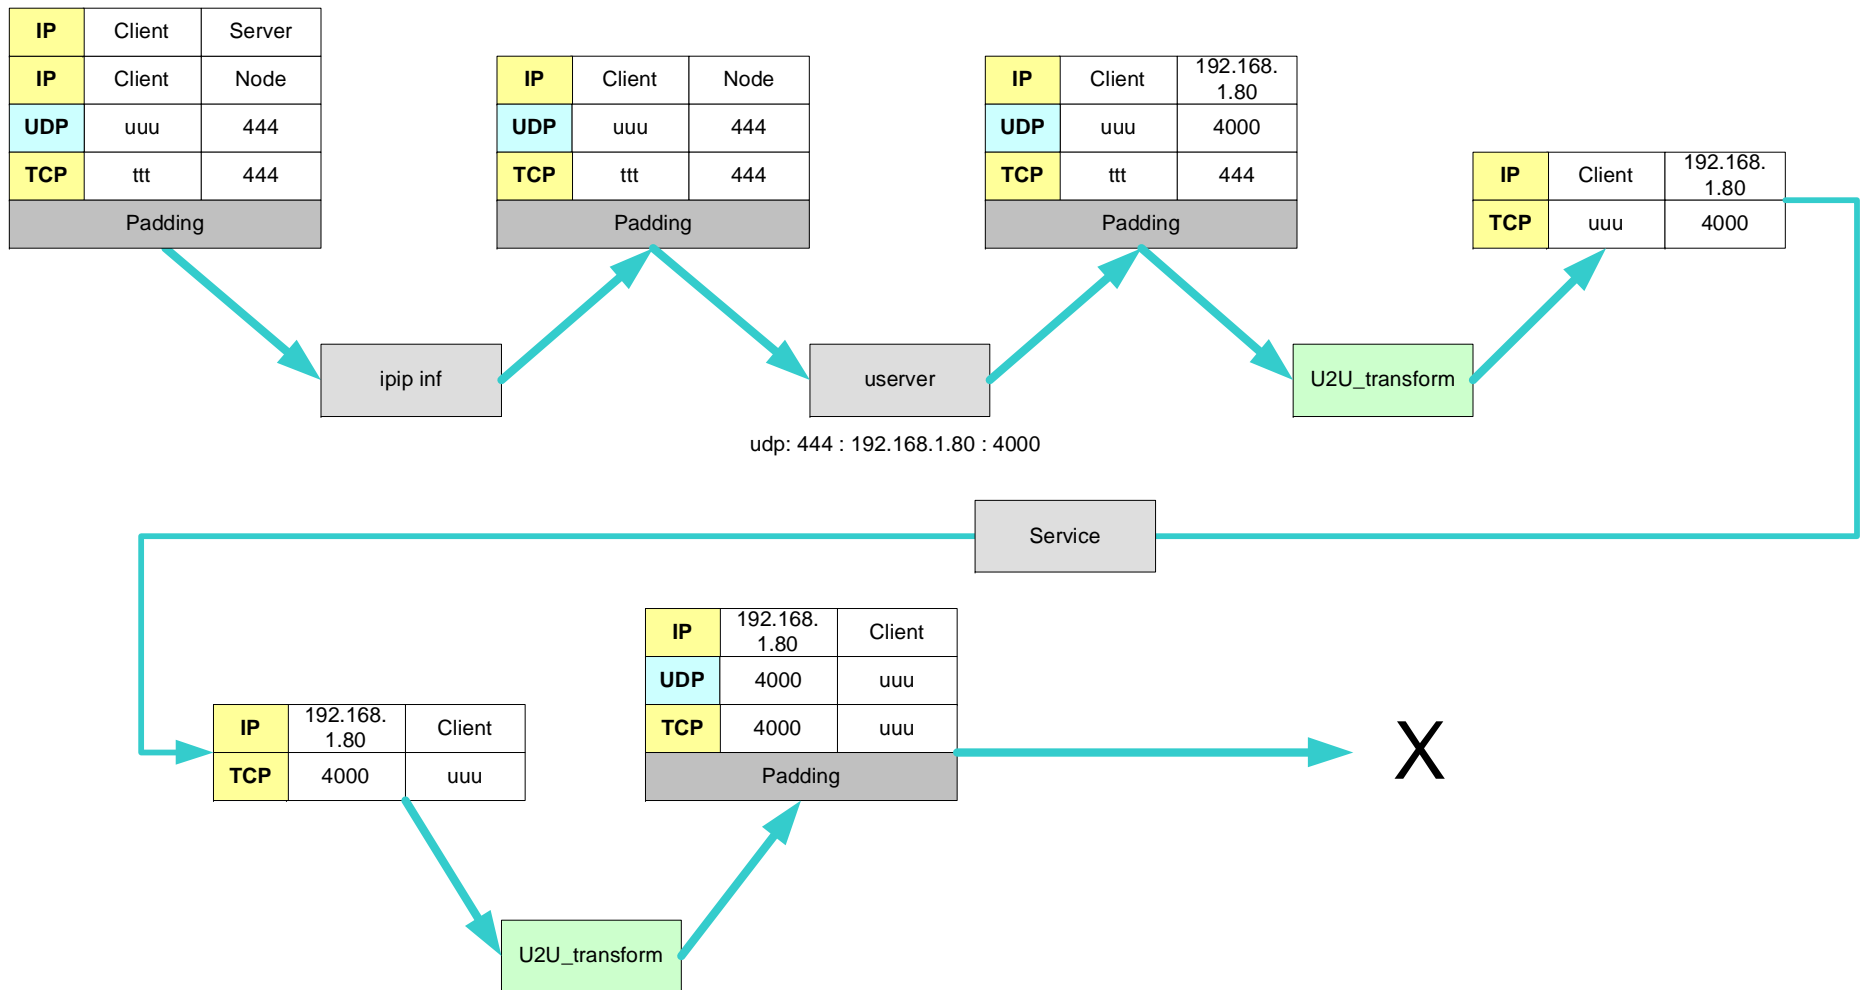 IP Client Server
IP Client Node
UDP uuu 444
TCP ttt 444
Padding
IP Client Node
UDP uuu 444
TCP ttt 444
Padding
IP Client 192.168.
1.80
UDP uuu 4000
TCP ttt 444
Padding
IP Client 192.168.
1.80
TCP uuu 4000
ipip inf
userver
U2U_transform
udp: 444 : 192.168.1.80 : 4000
Service
IP 192.168.
1.80 Client
TCP 4000 uuu
IP 192.168.
1.80 Client
UDP 4000 uuu
TCP 4000 uuu
Padding
X
U2U_transform